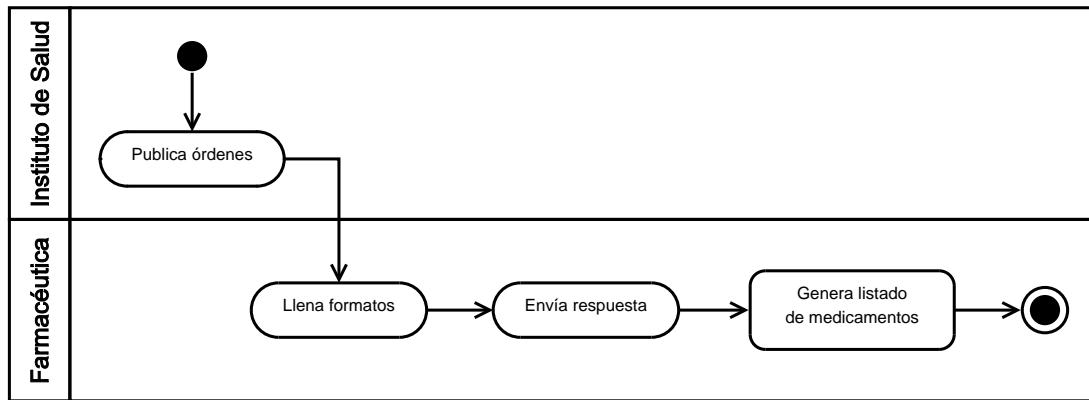 Instituto de Salud
Publica órdenes
Farmacéutica
Llena formatos
Envía respuesta
Genera listado
de medicamentos